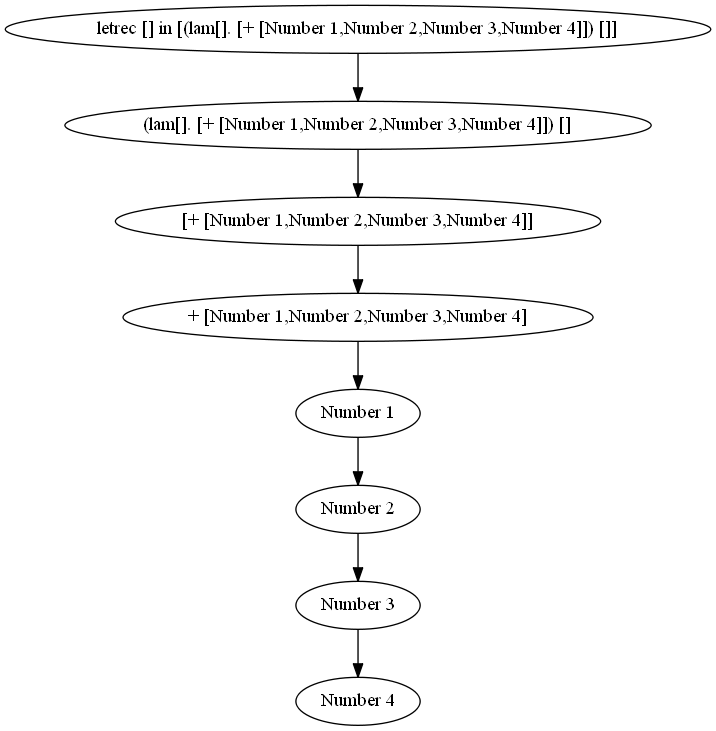 letrec [] in [(lam[]. [+ [Number 1,Number 2,Number 3,Number 4]]) []]
(lam[]. [+ [Number 1,Number 2,Number 3,Number 4]]) []
[+ [Number 1,Number 2,Number 3,Number 4]]
+ [Number 1,Number 2,Number 3,Number 4]
Number 1
Number 2
Number 3
Number 4